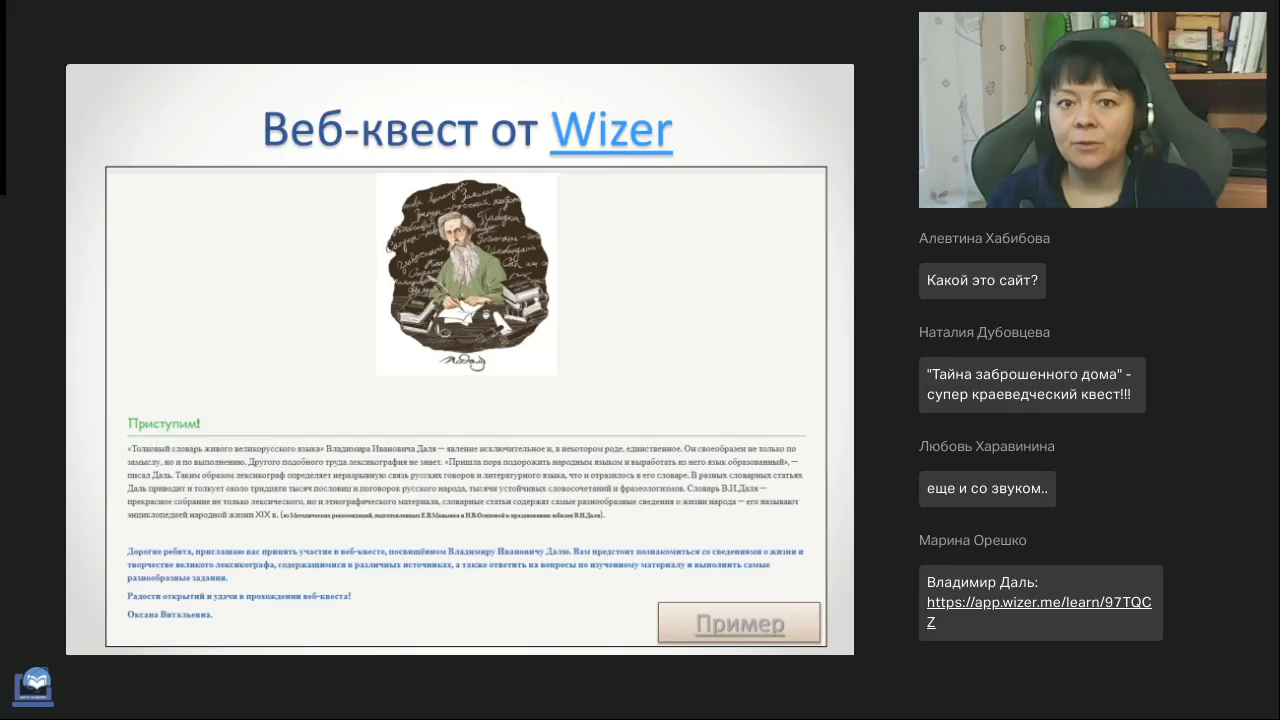 Веб-квест от Wizer
Приступим!
«Толковый словарь живого великорусского языка» Владимира Ивановича Даля — явление исключительное и, в некотором роде, единственное. Он своеобразен не только по
замыслу, но и по выполнению. Другого подобного труда лексикография не знает. «Пришла пора подорожить народным языком и выработать из него язык образованный», —
писал Даль. Таким образом лексикограф определяет неразрывную связь русских говоров и литературного языка, что и отразилось в его словаре. В разных словарных статьях
Даль приводит и толкует около тридцати тысяч пословиц и поговорок русского народа, тысячи устойчивых словосочетаний и фразеологизмов. Словарь В.И.Даля —
прекрасное собрание не только лексического, но и этнографического материала, словарные статьи содержат самые разнообразные сведения о жизни народа — его называют
энциклопедией народной жизни XIX в.
Дорогие ребята, приглашаю вас принять участие в веб-квесте, посвящённом Владимиру Ивановичу Далю. Вам предстоит познакомиться со сведениями о жизни и
творчестве великого лексикографа, содержащимися в различных источниках, а также ответить на вопросы по изученному материалу и выполнить самые
разнообразные задания.
Радости открытий и удачи в прохождении веб-квеста!
Оксана Витальевна.
Пример
Алевтина Хабибова
Какой это сайт?
Наталия Дубовцева
"Тайна заброшенного дома" -
супер краеведческий квест!!!
Любовь Харавинина
еще и со звуком..
Марина Орешко
Владимир Даль:
https://app.wizer.me/learn/97TQC
Z